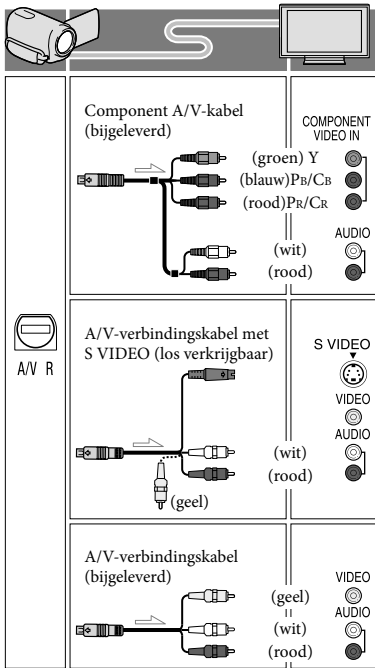 Component A/V-kabel
(bijgeleverd)
COMPONENT
VIDEO IN
(groen) Y
(blauw)PB/CB
(rood)PR/CR
AUDIO
(wit)
(rood)
A/V R
A/V-verbindingskabel met
S VIDEO (los verkrijgbaar)
S VIDEO
VIDEO
AUDIO
(wit)
(rood)
(geel)
A/V-verbindingskabel
(bijgeleverd)
VIDEO
(geel)
AUDIO
(wit)
(rood)